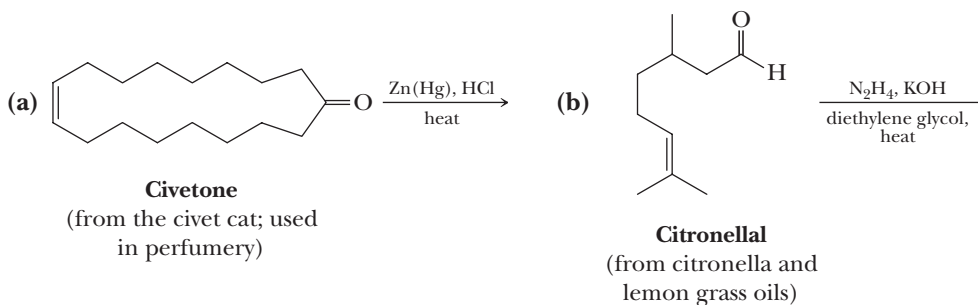 (a)
O
Zn(Hg), HCl
heat
Civetone
(from the civet cat; used
in perfumery)
(b)
O
H
N₂H₄, KOH
diethylene glycol,
heat
Citronellal
(from citronella and
lemon grass oils)